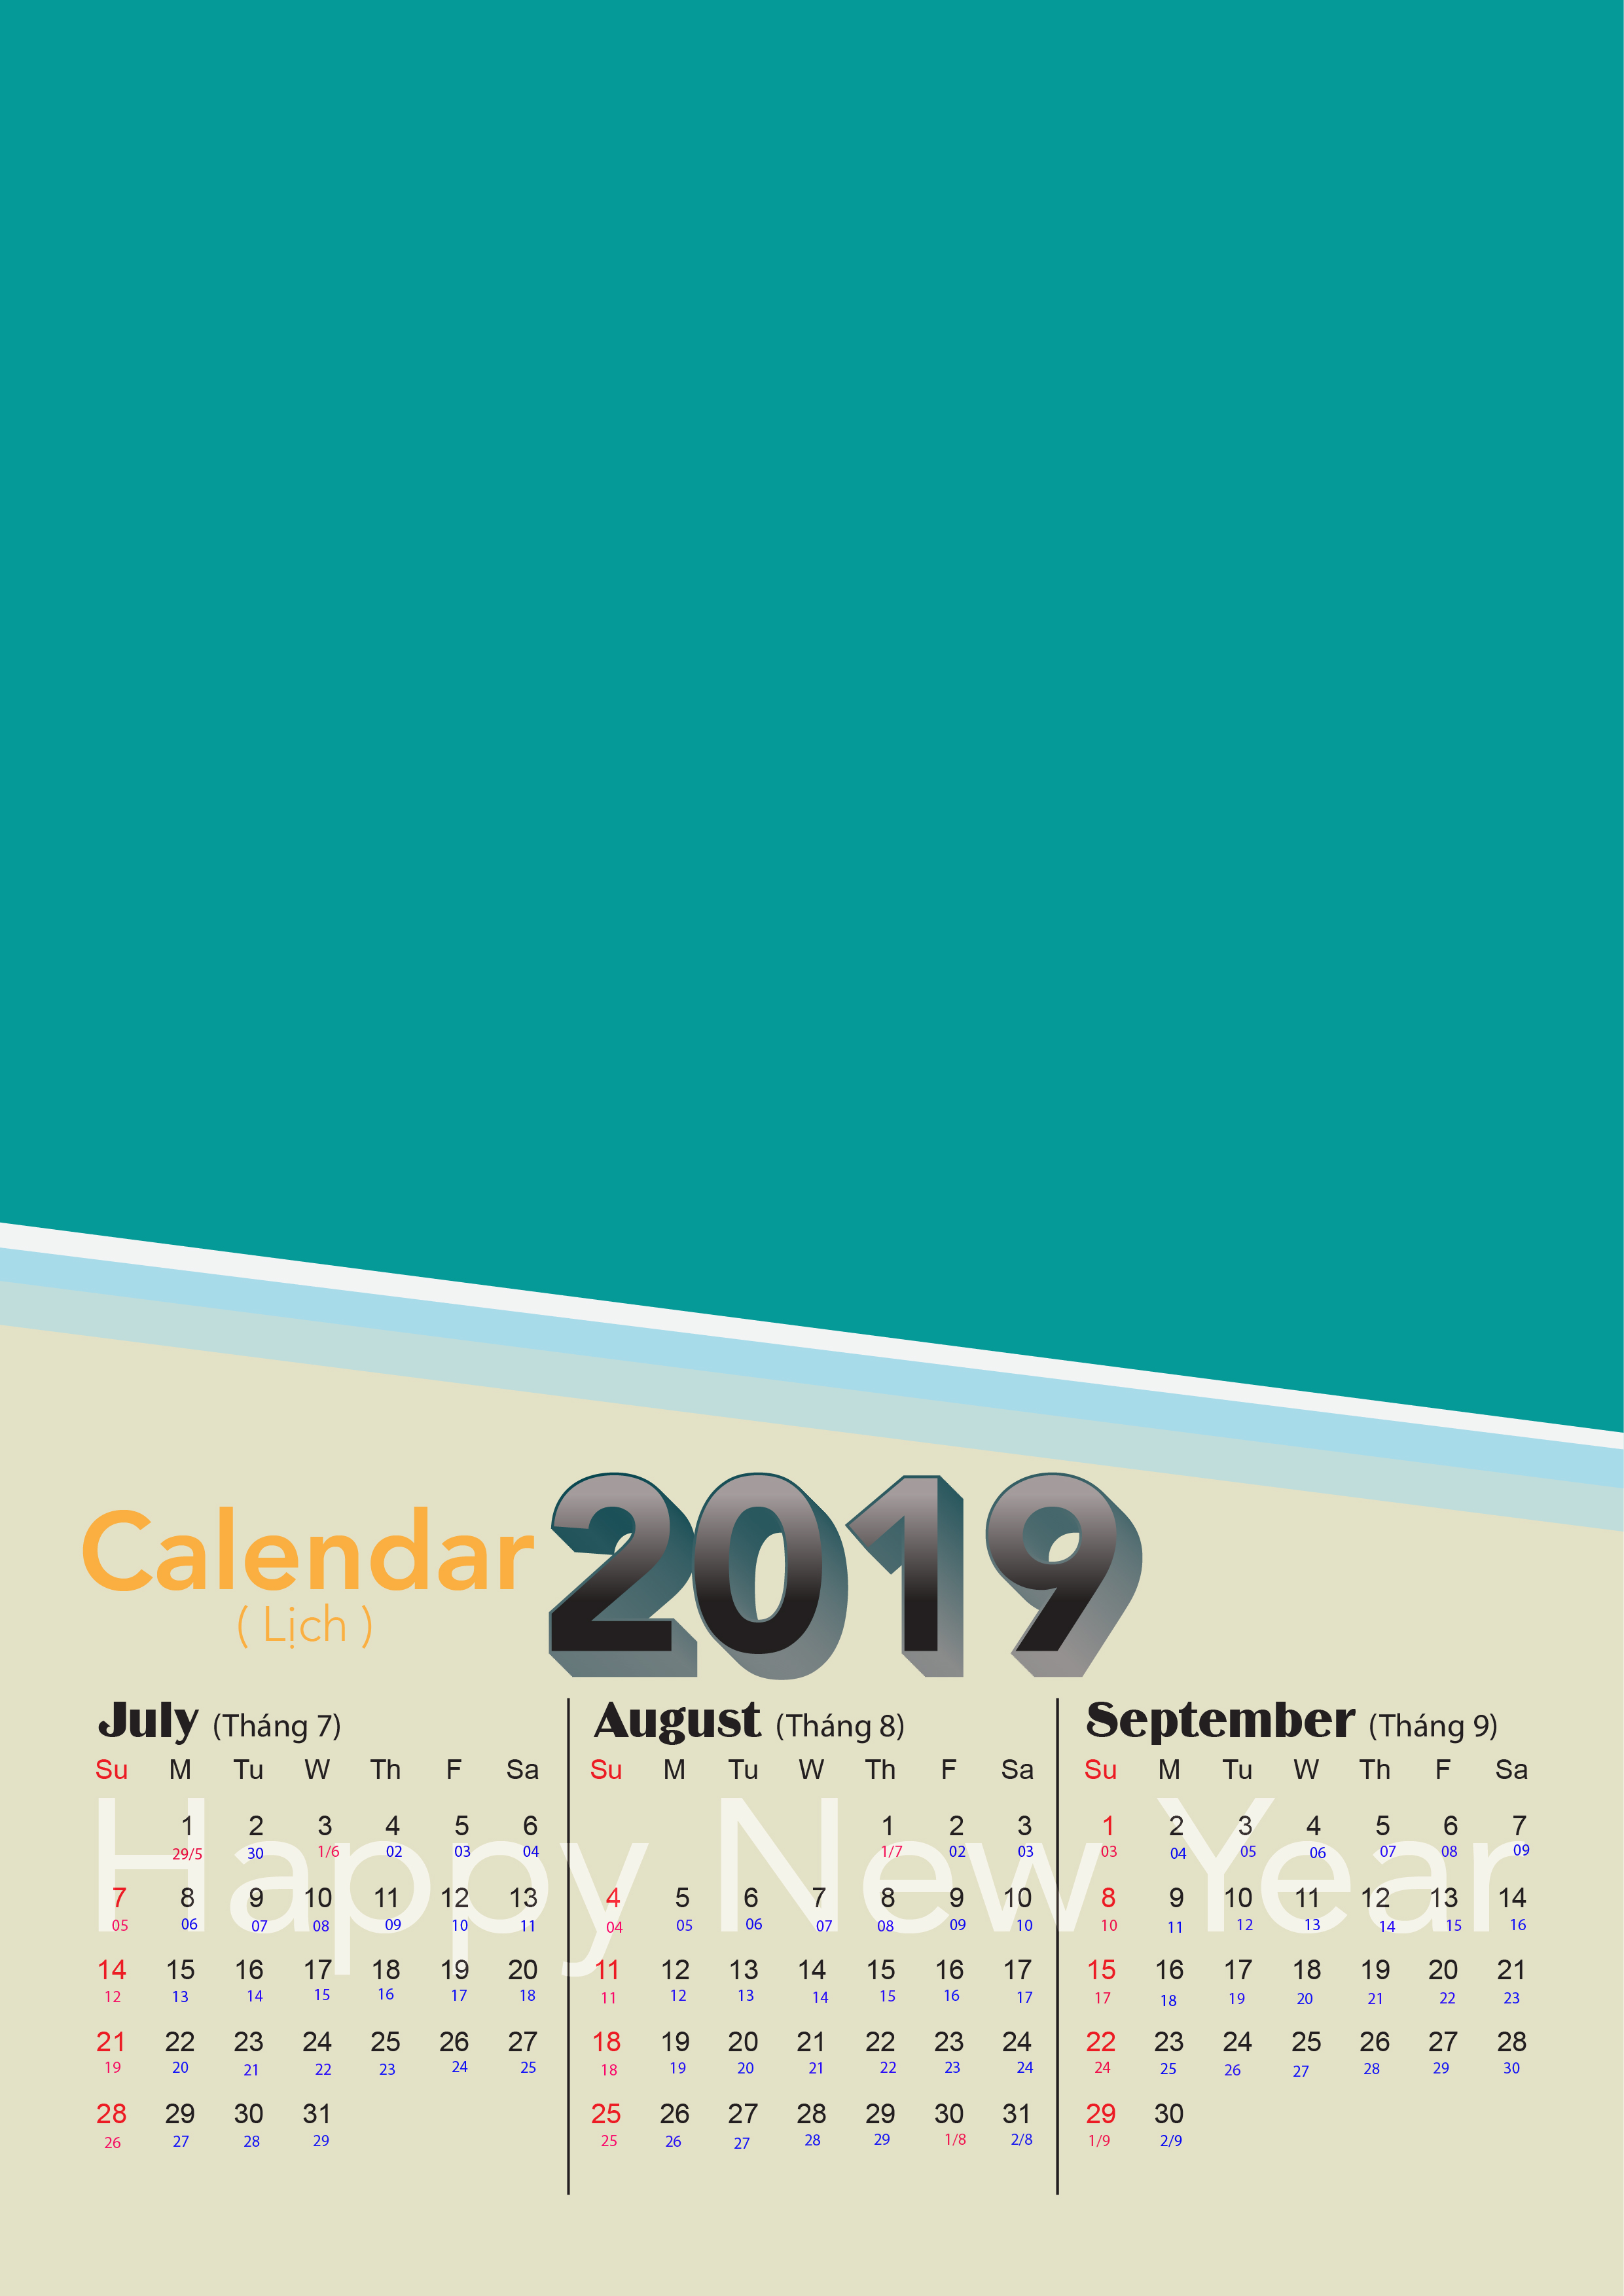 Calendar 2019
( Lịch )
Happy New Year
July (Tháng 7)
Su M Tu W Th F Sa
1 2 3 4 5 6
29/5 30 1/6 02 03 04
7 8 9 10 11 12 13
05 06 07 08 09 10 11
14 15 16 17 18 19 20
12 13 14 15 16 17 18
21 22 23 24 25 26 27
19 20 21 22 23 24 25
28 29 30 31
26 27 28 29
August (Tháng 8)
Su M Tu W Th F Sa
1 2 3
1/7 02 03
4 5 6 7 8 9 10
04 05 06 07 08 09 10
11 12 13 14 15 16 17
11 12 13 14 15 16 17
18 19 20 21 22 23 24
18 19 20 21 22 23 24
25 26 27 28 29 30 31
25 26 27 28 29 1/8 2/8
September (Tháng 9)
Su M Tu W Th F Sa
1 2 3 4 5 6 7
03 04 05 06 07 08 09
8 9 10 11 12 13 14
10 11 12 13 14 15 16
15 16 17 18 19 20 21
17 18 19 20 21 22 23
22 23 24 25 26 27 28
24 25 26 27 28 29 30
29 30
1/9 2/9